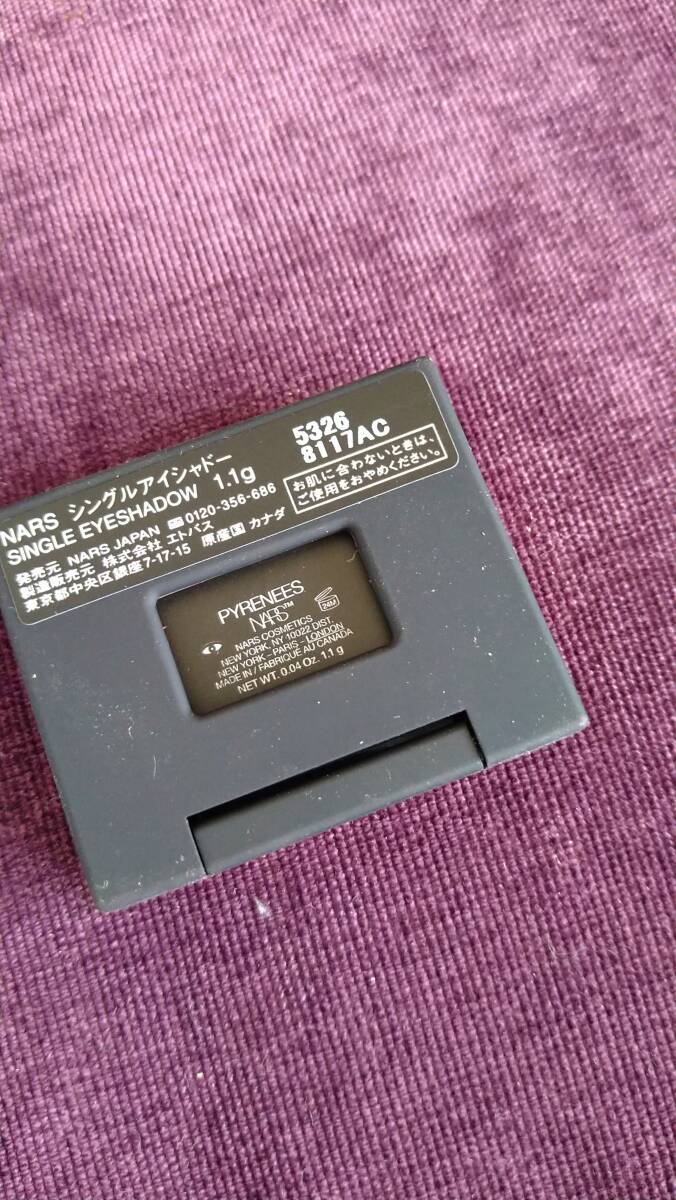 NARS シングルアイシャドー
SINGLE EYESHADOW 1.1g
5326
8117AC
発売元 NARS JAPAN 0120-356-686
製造販売元 株式会社 エトバス
東京都中央区銀座7-17-15 原産国 カナダ
お肌に合わないときは、
ご使用をおやめください。
PYRENEES
NARS™
24M
NARS COSMETICS
NEW YORK, NY 10022 DIST.
NEW YORK - PARIS - LONDON
MADE IN / FABRIQUÉ AU CANADA
NET WT. 0.04 Oz. 1.1 g